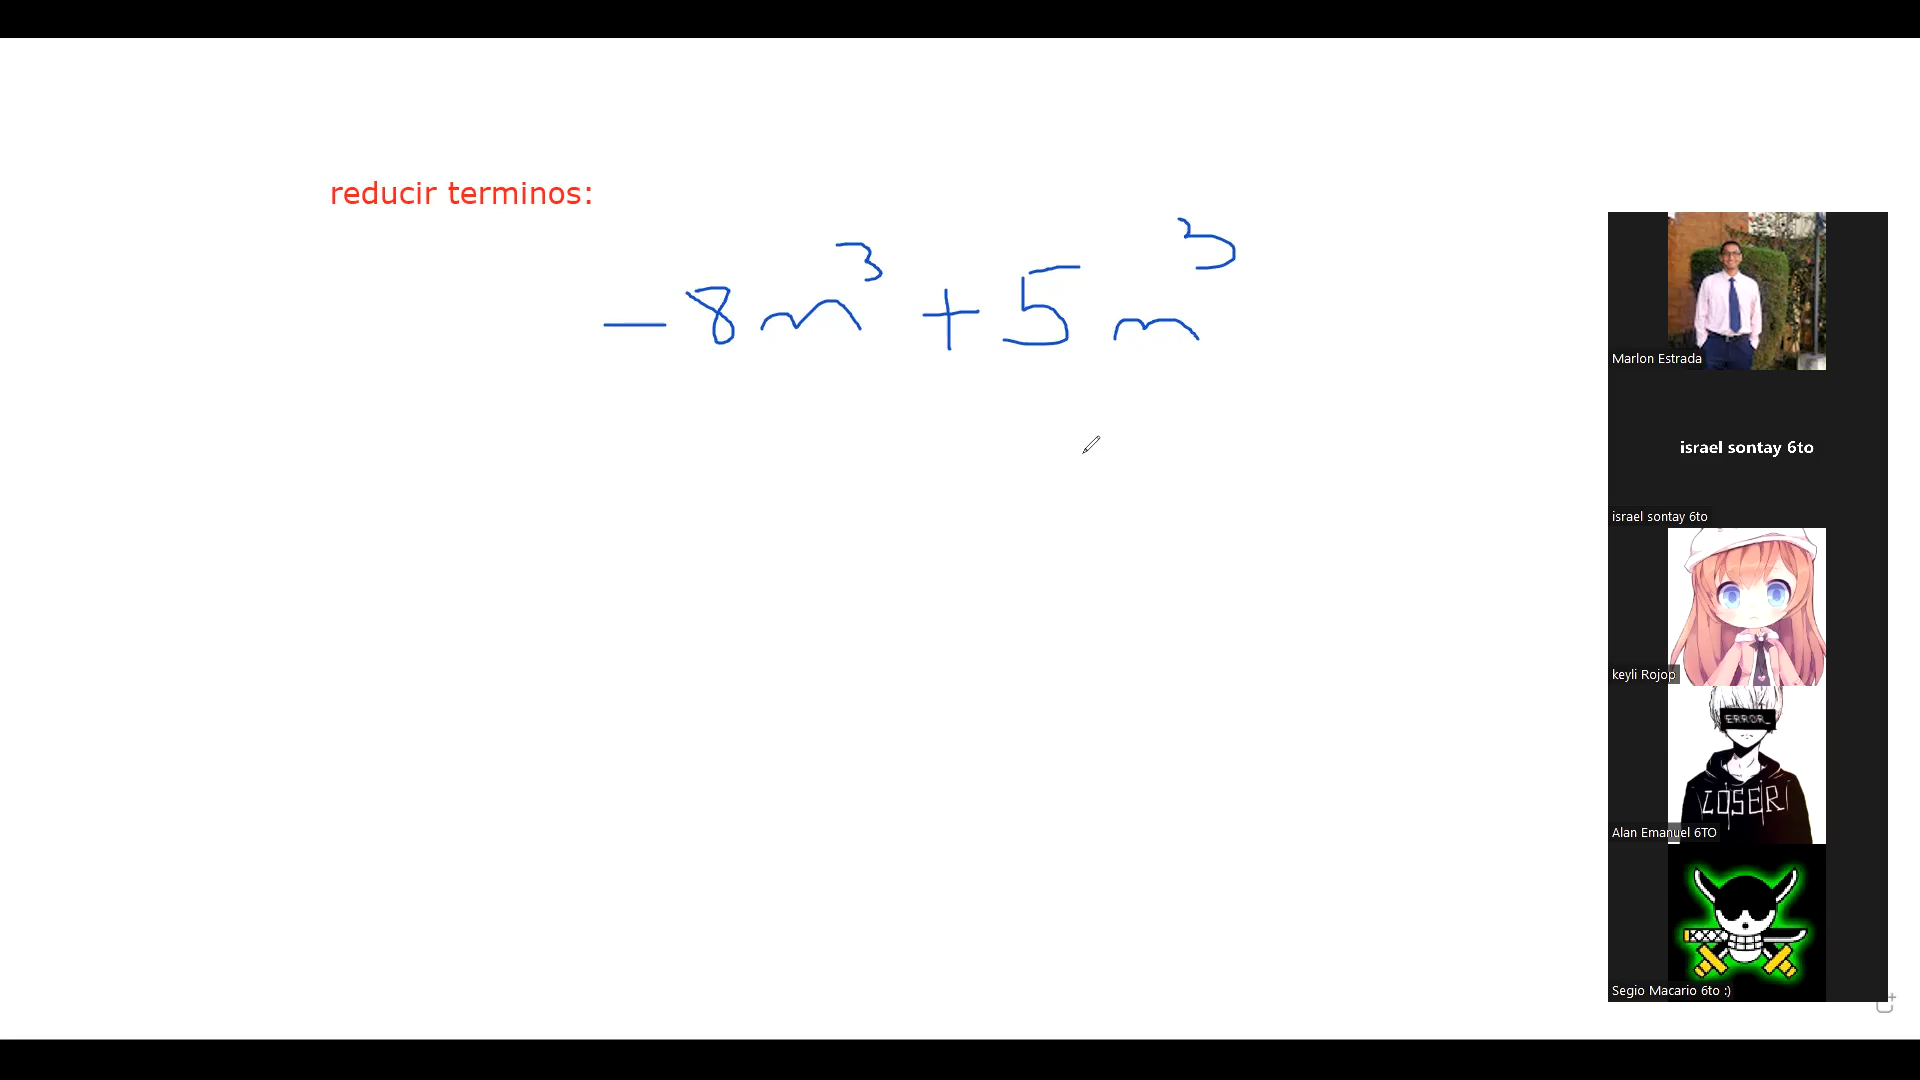 reducir terminos:
− 8m³ + 5m³
Marlon Estrada
israel sontay 6to
israel sontay 6to
keyli Rojop
ERROR_
LOSER
Alan Emanuel 6TO
Segio Macario 6to :)